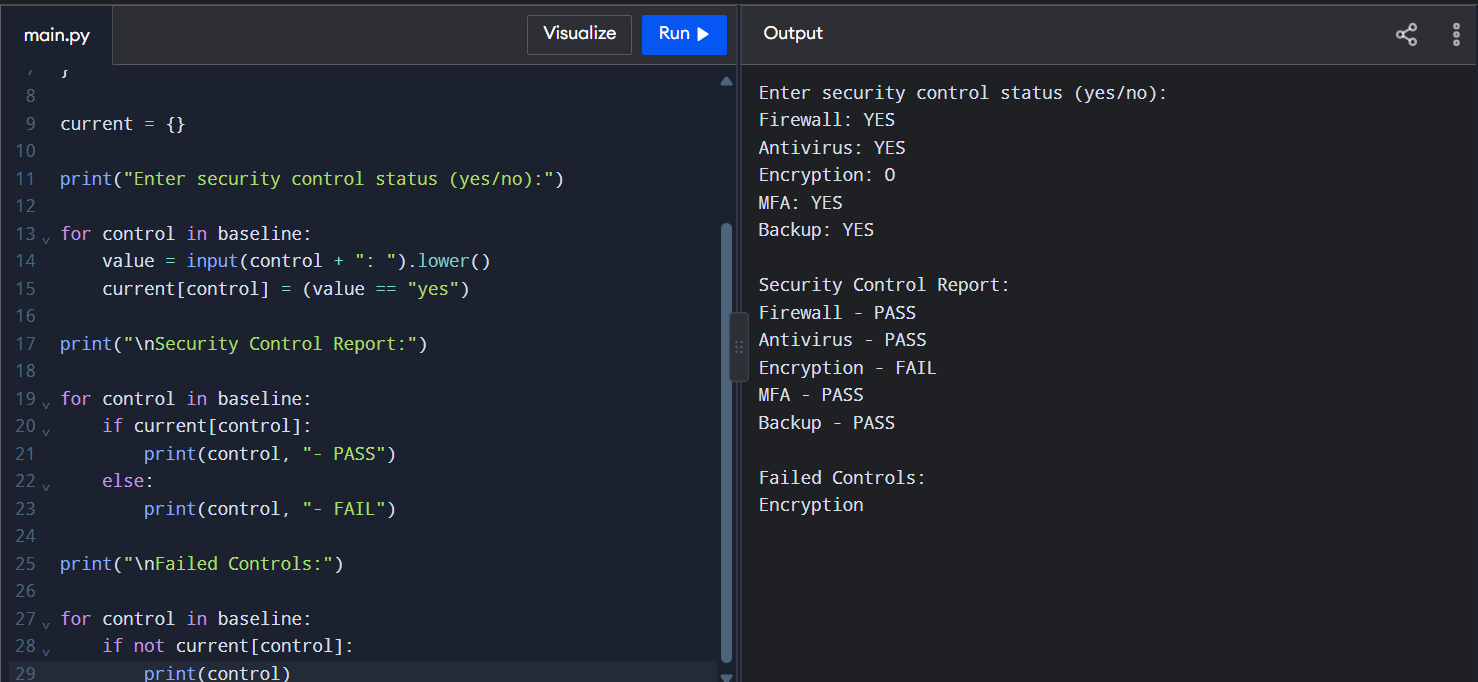 main.py
Visualize
Run
7 }
8
9 current = {}
10
11 print("Enter security control status (yes/no):")
12
13 for control in baseline:
14     value = input(control + ": ").lower()
15     current[control] = (value == "yes")
16
17 print("\nSecurity Control Report:")
18
19 for control in baseline:
20     if current[control]:
21         print(control, "- PASS")
22     else:
23         print(control, "- FAIL")
24
25 print("\nFailed Controls:")
26
27 for control in baseline:
28     if not current[control]:
29         print(control)
Output
Enter security control status (yes/no):
Firewall: YES
Antivirus: YES
Encryption: O
MFA: YES
Backup: YES

Security Control Report:
Firewall - PASS
Antivirus - PASS
Encryption - FAIL
MFA - PASS
Backup - PASS

Failed Controls:
Encryption